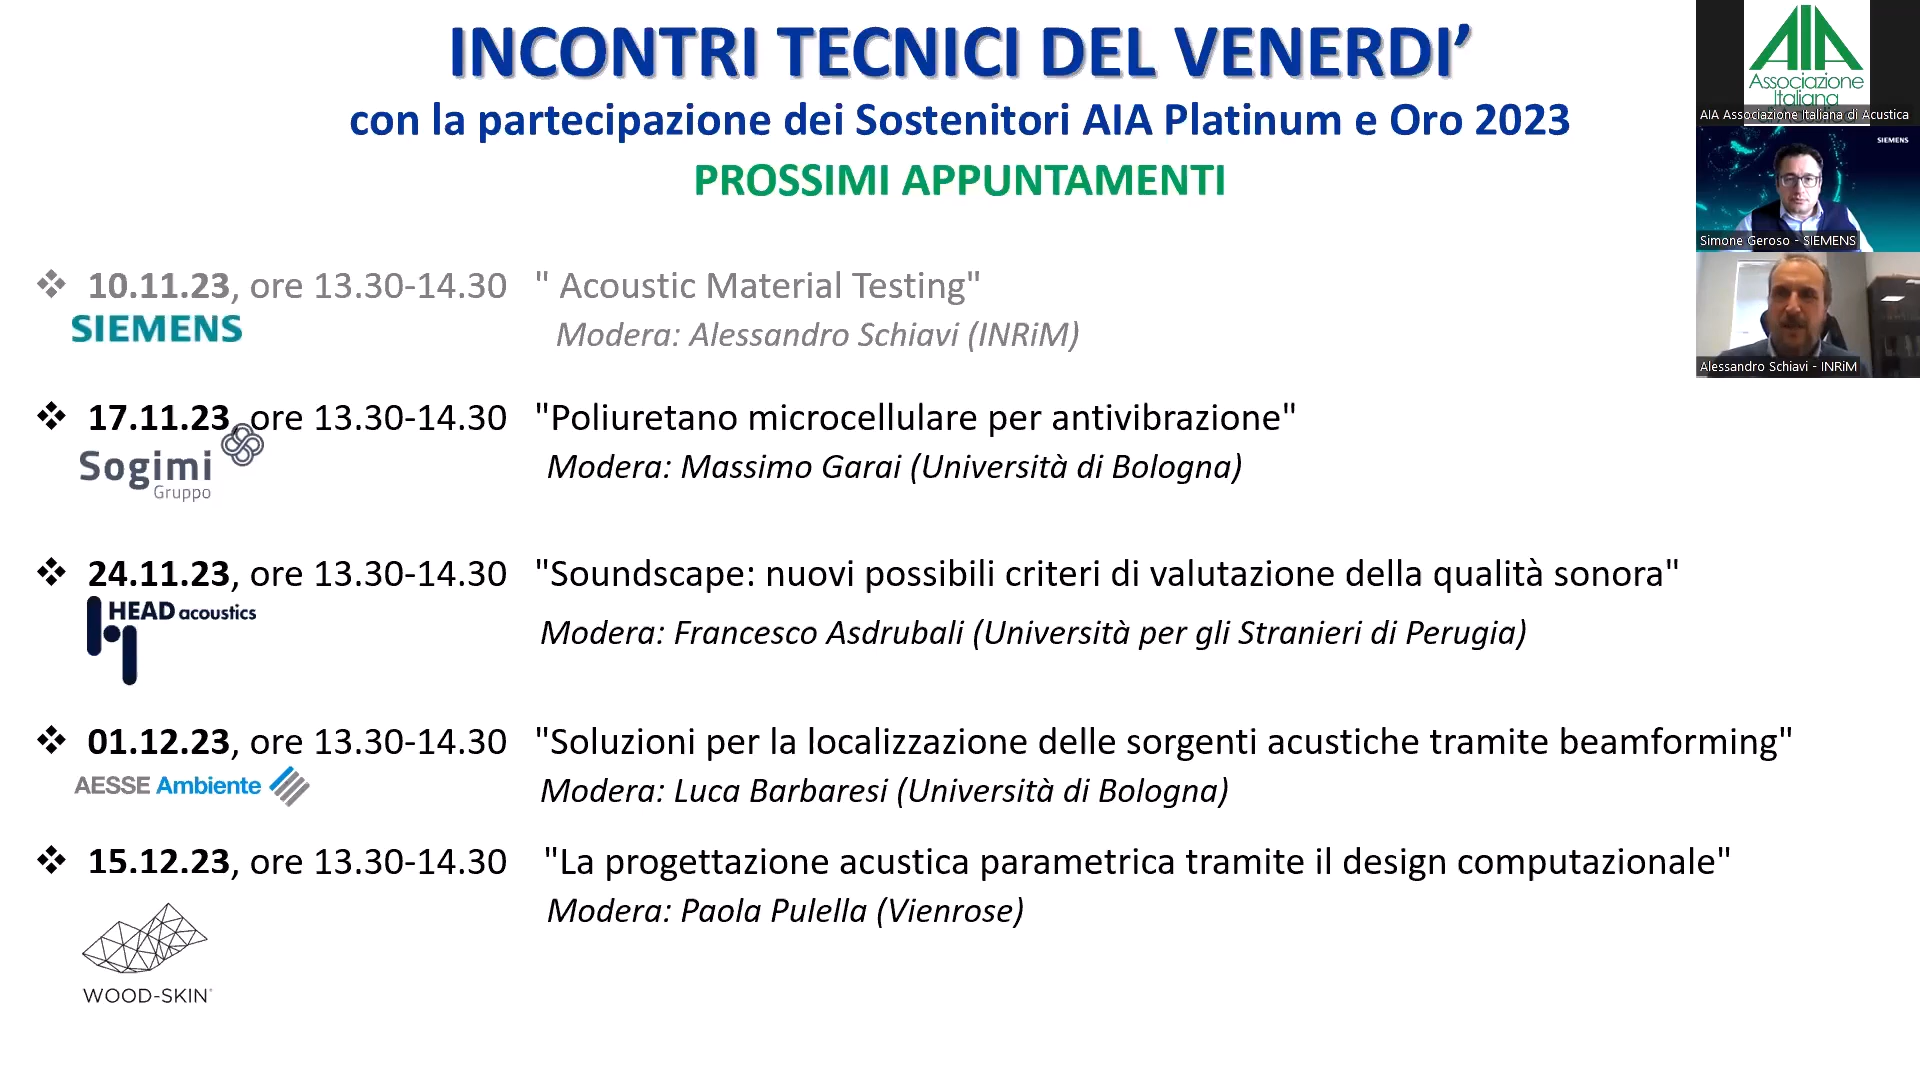 INCONTRI TECNICI DEL VENERDI’
con la partecipazione dei Sostenitori AIA Platinum e Oro 2023
PROSSIMI APPUNTAMENTI
10.11.23, ore 13.30-14.30 " Acoustic Material Testing"
SIEMENS
Modera: Alessandro Schiavi (INRiM)
17.11.23, ore 13.30-14.30 "Poliuretano microcellulare per antivibrazione"
Sogimi
Gruppo
Modera: Massimo Garai (Università di Bologna)
24.11.23, ore 13.30-14.30 "Soundscape: nuovi possibili criteri di valutazione della qualità sonora"
HEAD acoustics
Modera: Francesco Asdrubali (Università per gli Stranieri di Perugia)
01.12.23, ore 13.30-14.30 "Soluzioni per la localizzazione delle sorgenti acustiche tramite beamforming"
AESSE Ambiente
Modera: Luca Barbaresi (Università di Bologna)
15.12.23, ore 13.30-14.30 "La progettazione acustica parametrica tramite il design computazionale"
Modera: Paola Pulella (Vienrose)
WOOD-SKIN
AIA
Associazione
Italiana
AIA Associazione Italiana di Acustica
SIEMENS
Simone Geroso - SIEMENS
Alessandro Schiavi - INRiM